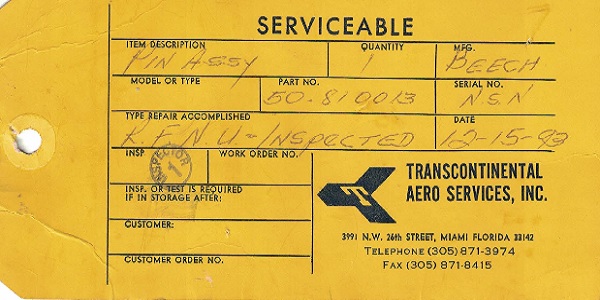 SERVICEABLE
ITEM DESCRIPTION QUANTITY MFG.
PIN ASSY 1 BEECH
MODEL OR TYPE PART NO. SERIAL NO.
50-810013 N.S.N
TYPE REPAIR ACCOMPLISHED DATE
R F N U = INSPECTED 12-15-93
INSP INSPECTOR 1 WORK ORDER NO.
INSP. OR TEST IS REQUIRED
IF IN STORAGE AFTER:
CUSTOMER:
CUSTOMER ORDER NO.
T
TRANSCONTINENTAL
AERO SERVICES, INC.
3991 N.W. 26th STREET, MIAMI FLORIDA 33142
TELEPHONE (305) 871-3974
FAX (305) 871-8415